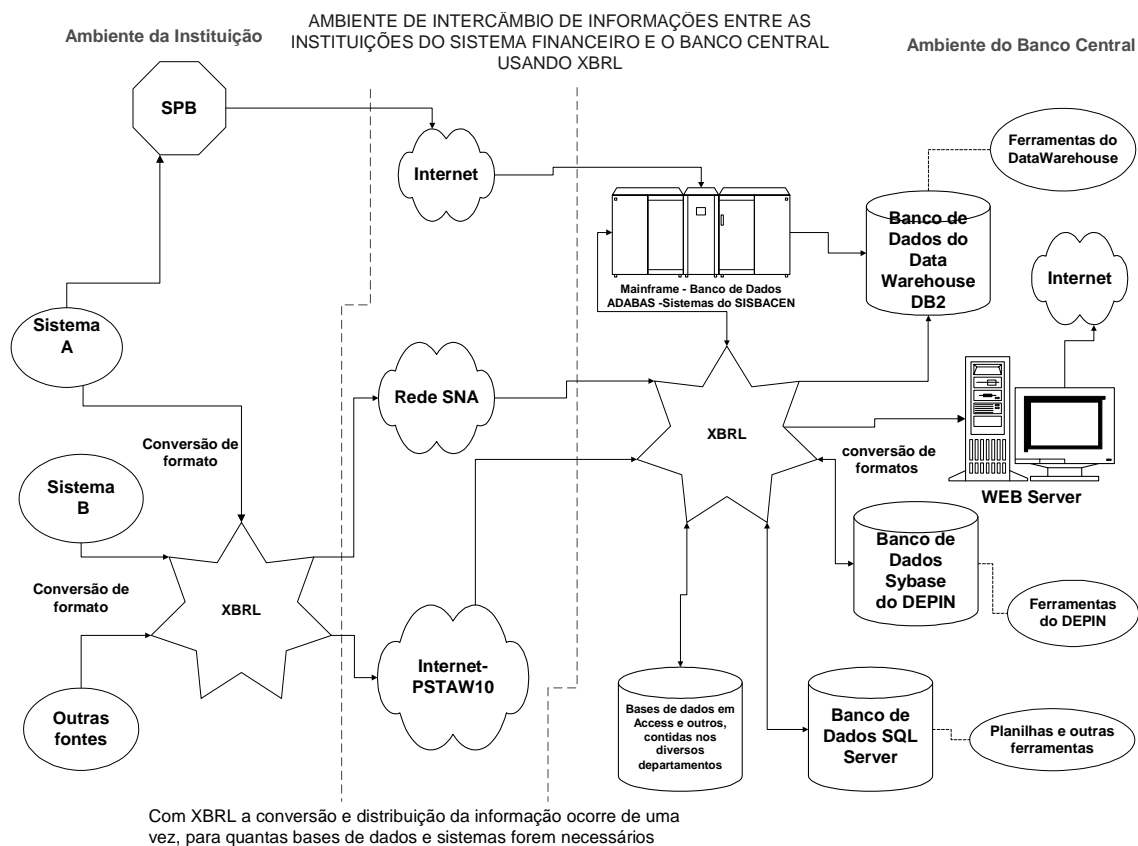 AMBIENTE DE INTERCÂMBIO DE INFORMAÇÕES ENTRE AS
INSTITUIÇÕES DO SISTEMA FINANCEIRO E O BANCO CENTRAL
USANDO XBRL
Ambiente da Instituição
Ambiente do Banco Central
SPB
Internet
Ferramentas do
DataWarehouse
Banco de
Dados do
Data
Warehouse
DB2
Internet
Mainframe - Banco de Dados
ADABAS -Sistemas do SISBACEN
Sistema
A
Rede SNA
XBRL
Conversão de
formato
conversão de
formatos
WEB Server
Sistema
B
Banco de
Dados
Sybase
do DEPIN
Conversão de
formato
XBRL
Ferramentas
do DEPIN
Internet-
PSTAW10
Outras
fontes
Bases de dados em
Access e outros,
contidas nos
diversos
departamentos
Banco de
Dados SQL
Server
Planilhas e outras
ferramentas
Com XBRL a conversão e distribuição da informação ocorre de uma
vez, para quantas bases de dados e sistemas forem necessários